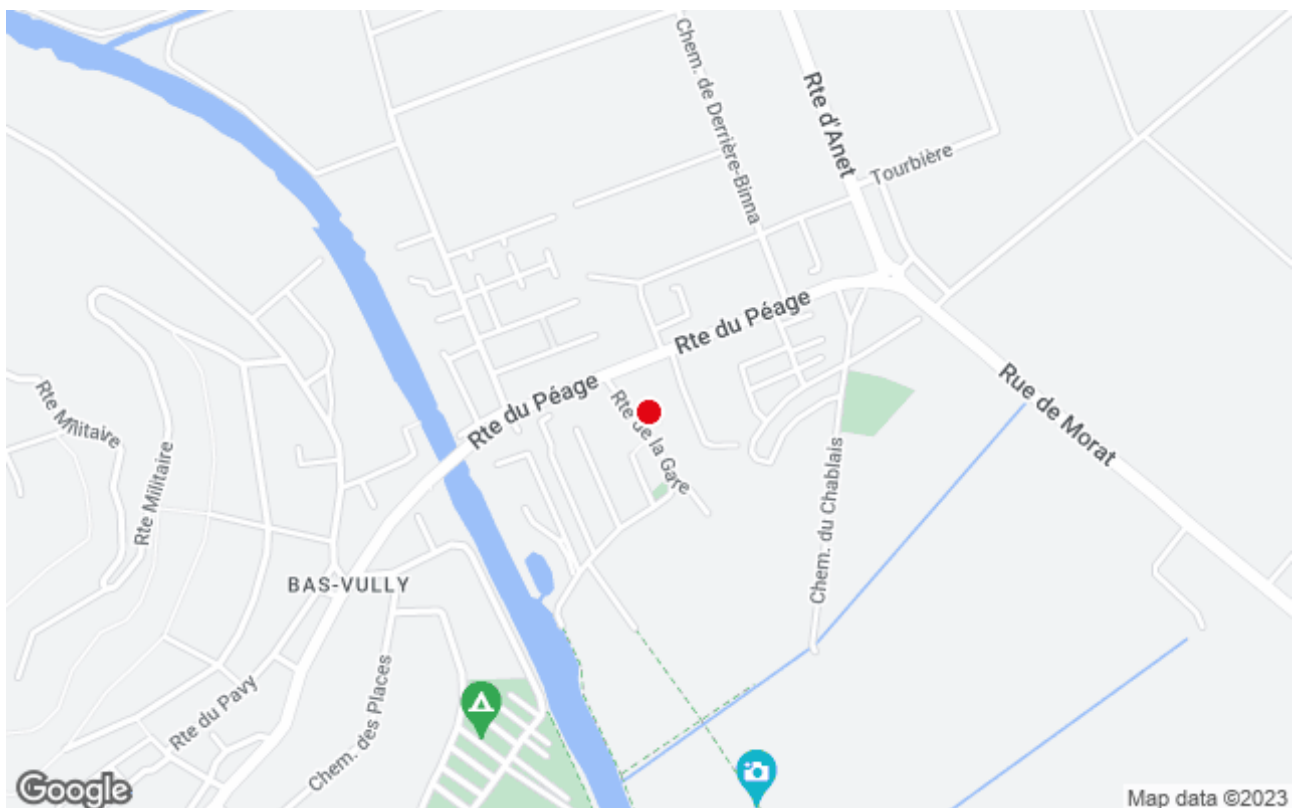 Chem. de Derrière-Binna
Rte d'Anet
Tourbière
Rte du Péage
Rte du Péage
Rte de la Gare
Rue de Morat
Rte Militaire
Rte Militaire
Chem. du Chablais
BAS-VULLY
Rte du Pavy
Chem. des Places
Google
Map data ©2023